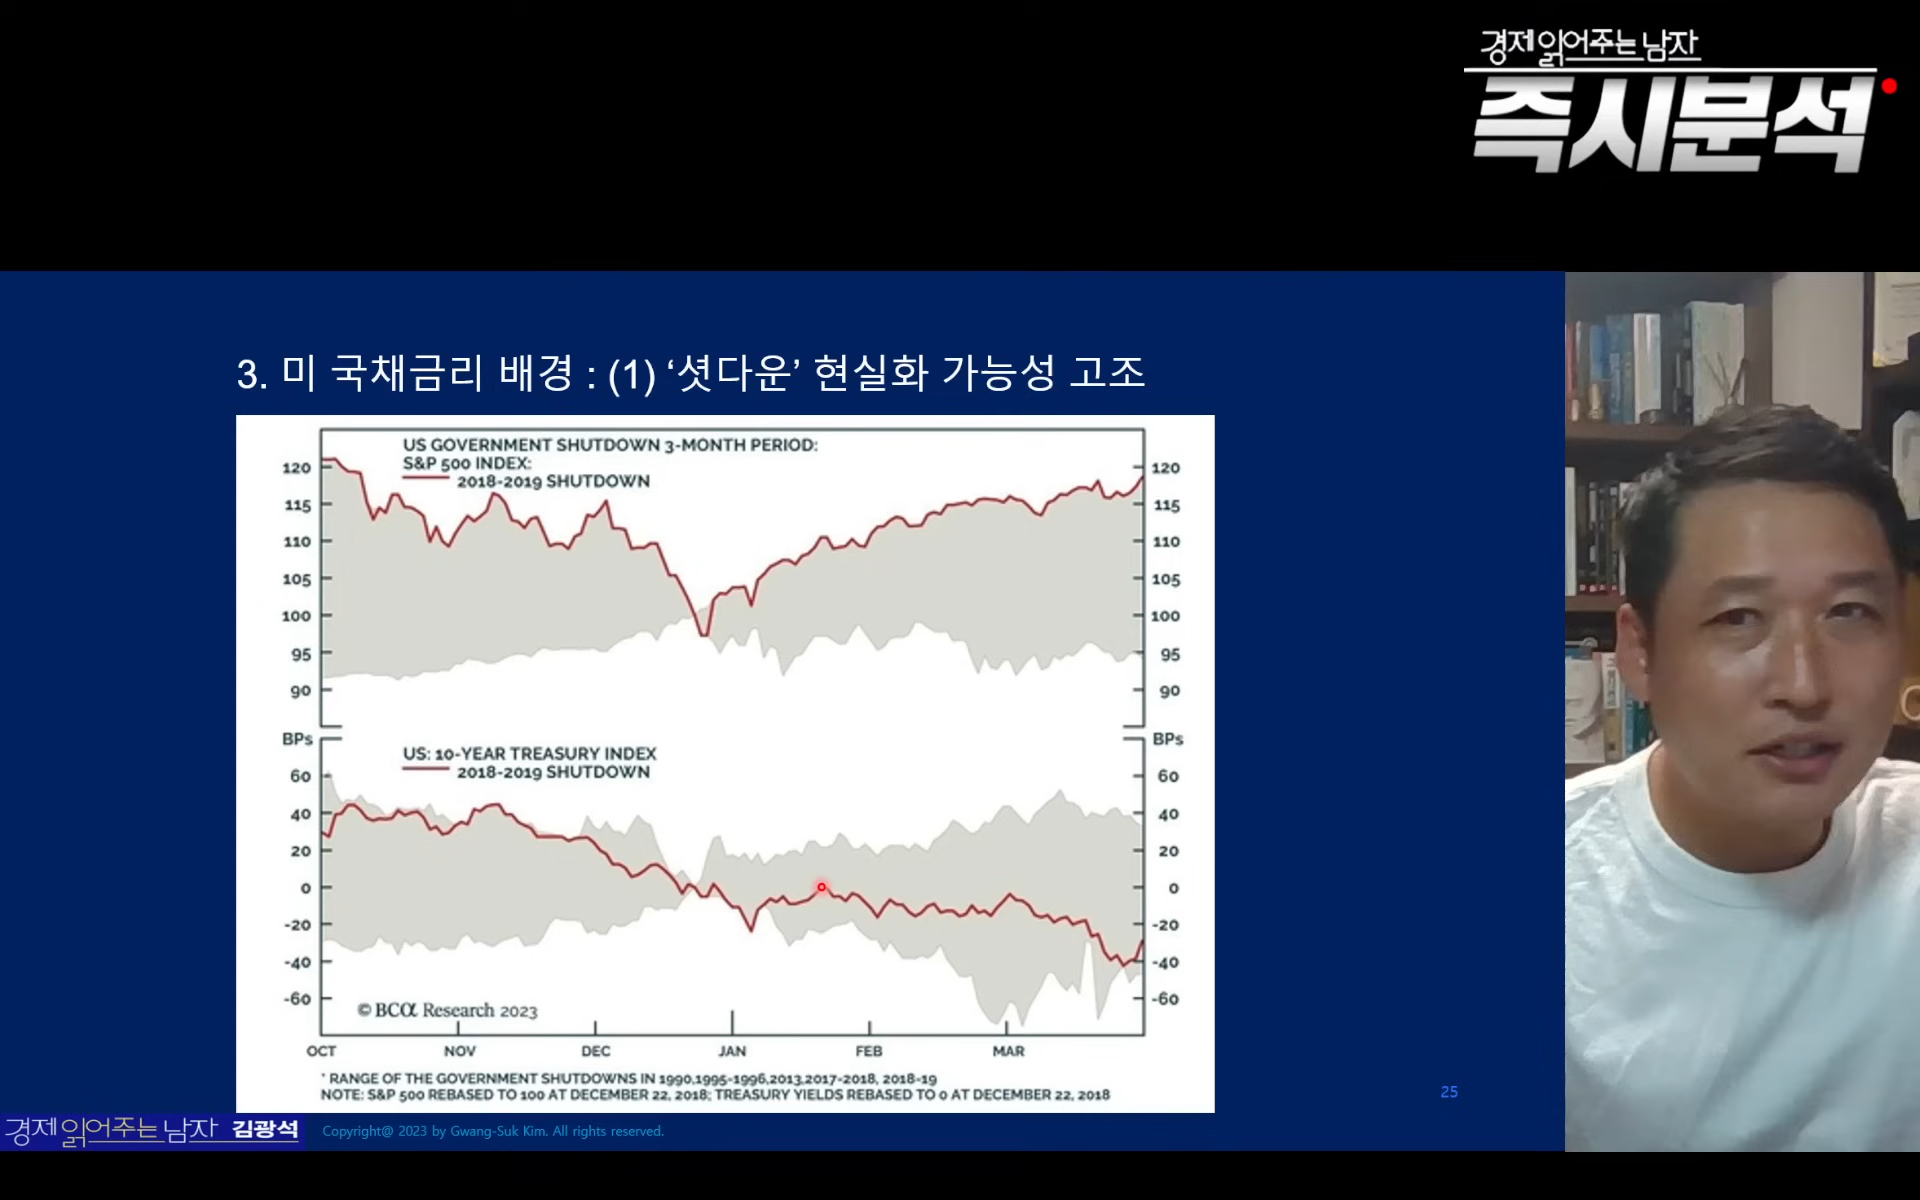 경제읽어주는남자
즉시분석
3. 미 국채금리 배경 : (1) ‘셧다운’ 현실화 가능성 고조
US GOVERNMENT SHUTDOWN 3-MONTH PERIOD:
S&P 500 INDEX:
2018-2019 SHUTDOWN
120
115
110
105
100
95
90
120
115
110
105
100
95
90
BPs
60
40
20
0
-20
-40
-60
BPs
60
40
20
0
-20
-40
-60
US: 10-YEAR TREASURY INDEX
2018-2019 SHUTDOWN
© BCα Research 2023
OCT NOV DEC JAN FEB MAR
* RANGE OF THE GOVERNMENT SHUTDOWNS IN 1990,1995-1996,2013,2017-2018, 2018-19
NOTE: S&P 500 REBASED TO 100 AT DECEMBER 22, 2018; TREASURY YIELDS REBASED TO 0 AT DECEMBER 22, 2018
25
경제읽어주는남자 김광석
Copyright@ 2023 by Gwang-Suk Kim. All rights reserved.